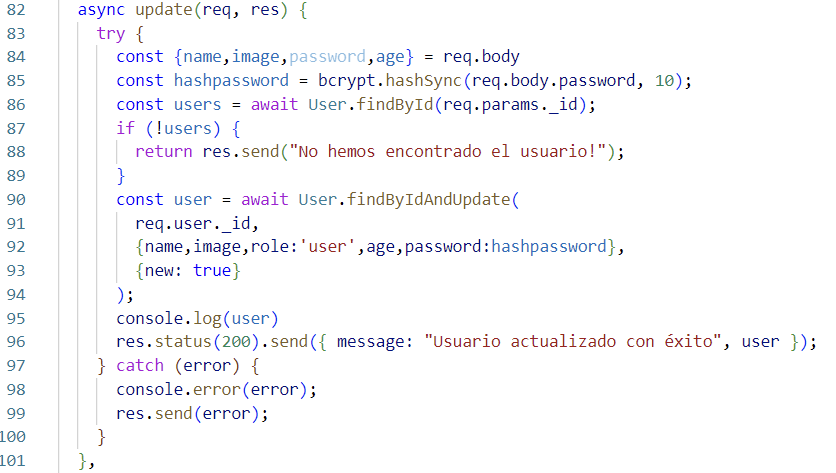 82 async update(req, res) {
83 try {
84 const {name,image,password,age} = req.body
85 const hashpassword = bcrypt.hashSync(req.body.password, 10);
86 const users = await User.findById(req.params._id);
87 if (!users) {
88 return res.send("No hemos encontrado el usuario!");
89 }
90 const user = await User.findByIdAndUpdate(
91 req.user._id,
92 {name,image,role:'user',age,password:hashpassword},
93 {new: true}
94 );
95 console.log(user)
96 res.status(200).send({ message: "Usuario actualizado con éxito", user });
97 } catch (error) {
98 console.error(error);
99 res.send(error);
100 }
101 },